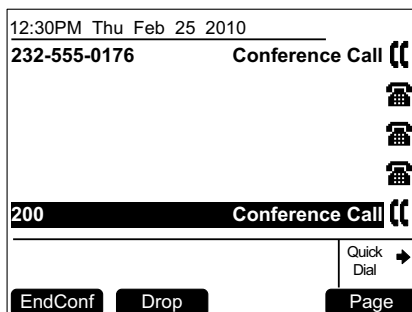 12:30PM Thu Feb 25 2010
232-555-0176 Conference Call
200 Conference Call
Quick
Dial
EndConf Drop Page